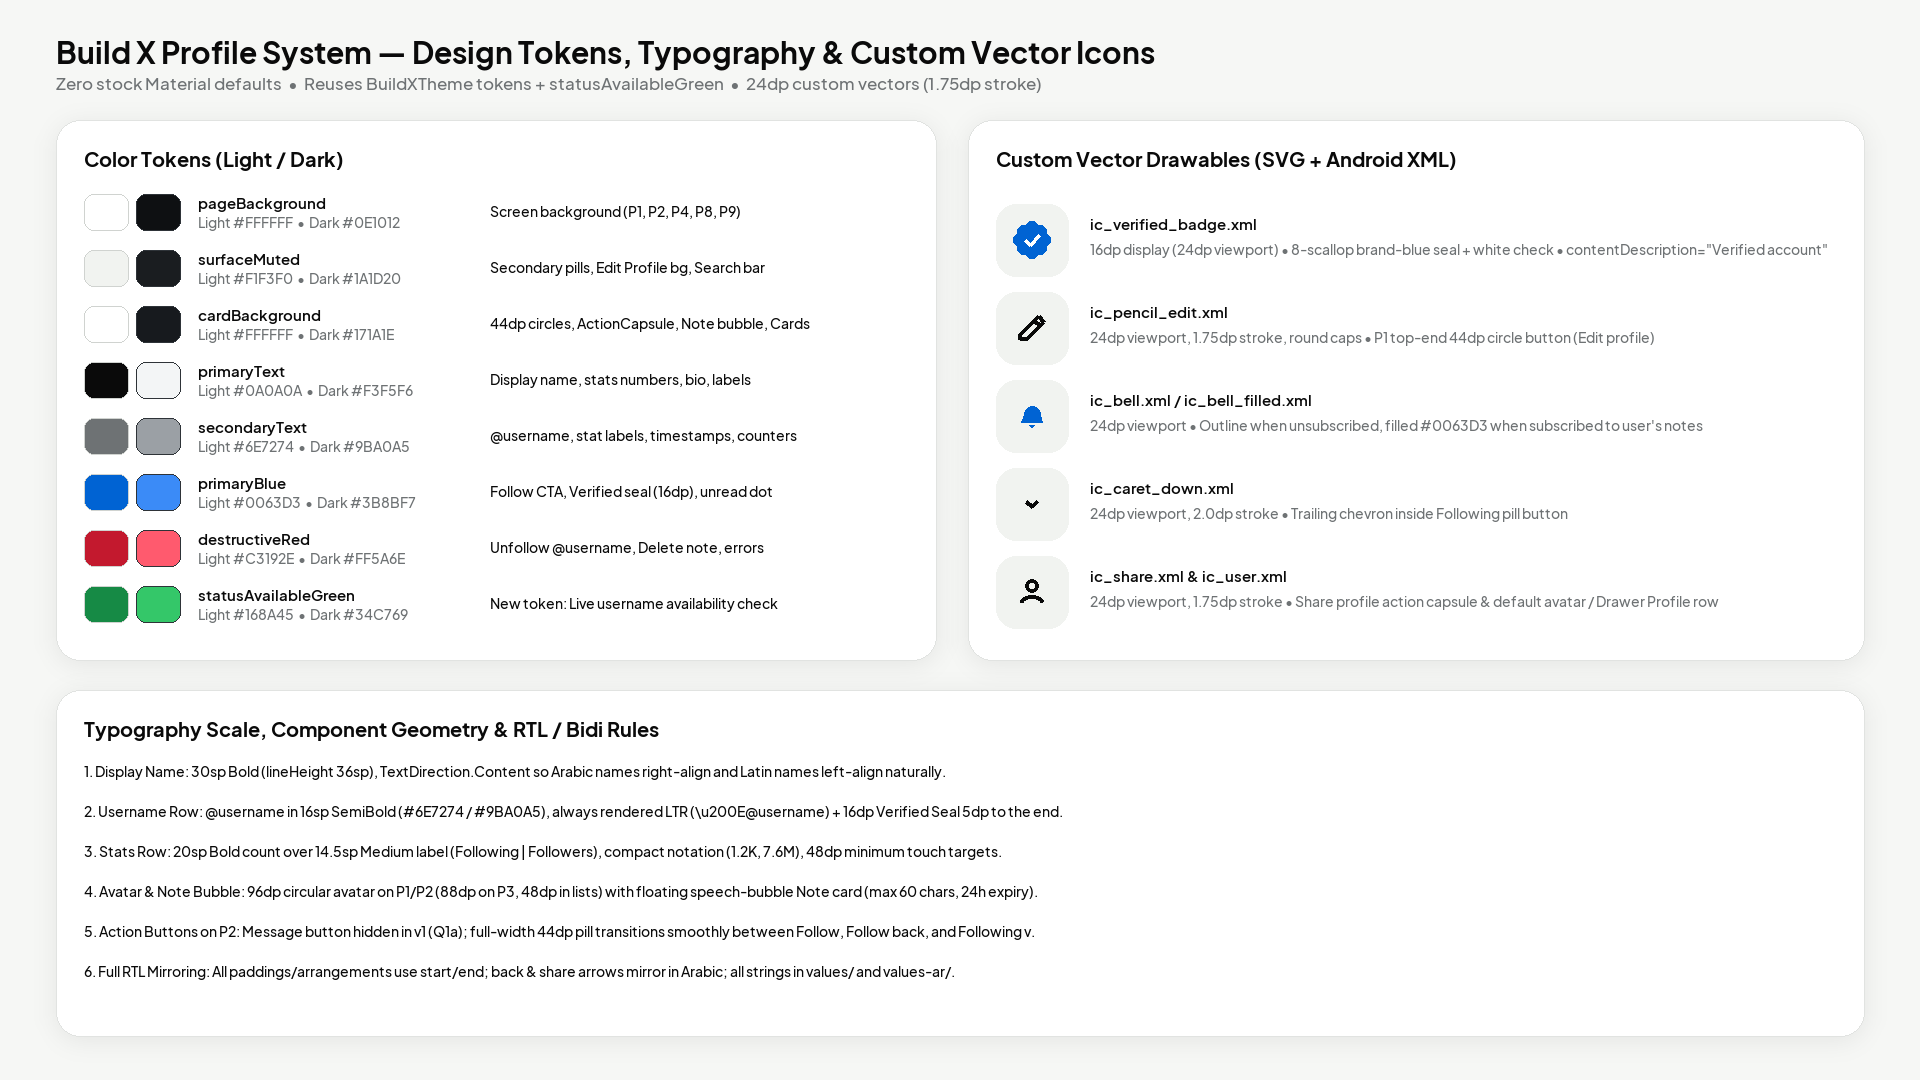 Build X Profile System — Design Tokens, Typography & Custom Vector Icons
Zero stock Material defaults • Reuses BuildXTheme tokens + statusAvailableGreen • 24dp custom vectors (1.75dp stroke)
Color Tokens (Light / Dark)
pageBackground
Light #FFFFFF • Dark #0E1012
Screen background (P1, P2, P4, P8, P9)
surfaceMuted
Light #F1F3F0 • Dark #1A1D20
Secondary pills, Edit Profile bg, Search bar
cardBackground
Light #FFFFFF • Dark #171A1E
44dp circles, ActionCapsule, Note bubble, Cards
primaryText
Light #0A0A0A • Dark #F3F5F6
Display name, stats numbers, bio, labels
secondaryText
Light #6E7274 • Dark #9BA0A5
@username, stat labels, timestamps, counters
primaryBlue
Light #0063D3 • Dark #3B8BF7
Follow CTA, Verified seal (16dp), unread dot
destructiveRed
Light #C3192E • Dark #FF5A6E
Unfollow @username, Delete note, errors
statusAvailableGreen
Light #168A45 • Dark #34C769
New token: Live username availability check
Custom Vector Drawables (SVG + Android XML)
ic_verified_badge.xml
16dp display (24dp viewport) • 8-scallop brand-blue seal + white check • contentDescription="Verified account"
ic_pencil_edit.xml
24dp viewport, 1.75dp stroke, round caps • P1 top-end 44dp circle button (Edit profile)
ic_bell.xml / ic_bell_filled.xml
24dp viewport • Outline when unsubscribed, filled #0063D3 when subscribed to user's notes
ic_caret_down.xml
24dp viewport, 2.0dp stroke • Trailing chevron inside Following pill button
ic_share.xml & ic_user.xml
24dp viewport, 1.75dp stroke • Share profile action capsule & default avatar / Drawer Profile row
Typography Scale, Component Geometry & RTL / Bidi Rules
1. Display Name: 30sp Bold (lineHeight 36sp), TextDirection.Content so Arabic names right-align and Latin names left-align naturally.
2. Username Row: @username in 16sp SemiBold (#6E7274 / #9BA0A5), always rendered LTR (\u200E@username) + 16dp Verified Seal 5dp to the end.
3. Stats Row: 20sp Bold count over 14.5sp Medium label (Following | Followers), compact notation (1.2K, 7.6M), 48dp minimum touch targets.
4. Avatar & Note Bubble: 96dp circular avatar on P1/P2 (88dp on P3, 48dp in lists) with floating speech-bubble Note card (max 60 chars, 24h expiry).
5. Action Buttons on P2: Message button hidden in v1 (Q1a); full-width 44dp pill transitions smoothly between Follow, Follow back, and Following v.
6. Full RTL Mirroring: All paddings/arrangements use start/end; back & share arrows mirror in Arabic; all strings in values/ and values-ar/.